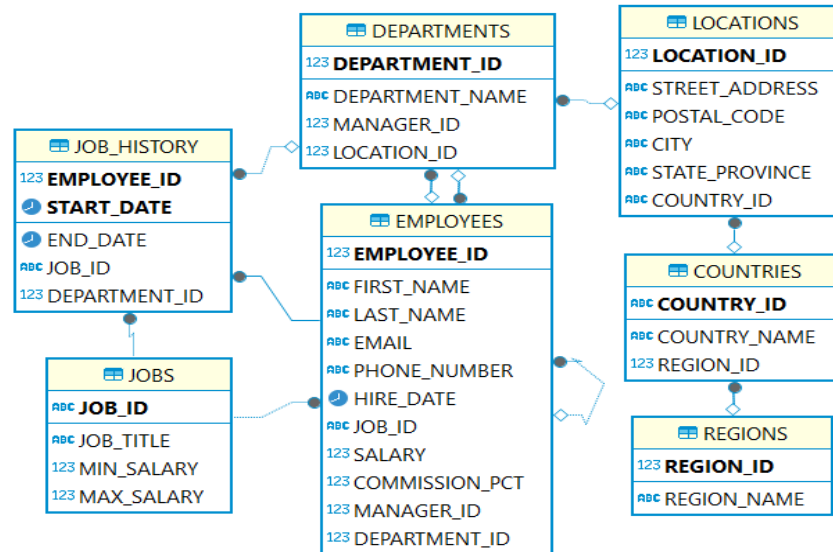 DEPARTMENTS
123 DEPARTMENT_ID
ABC DEPARTMENT_NAME
123 MANAGER_ID
123 LOCATION_ID
LOCATIONS
123 LOCATION_ID
ABC STREET_ADDRESS
ABC POSTAL_CODE
ABC CITY
ABC STATE_PROVINCE
ABC COUNTRY_ID
JOB_HISTORY
123 EMPLOYEE_ID
START_DATE
END_DATE
ABC JOB_ID
123 DEPARTMENT_ID
EMPLOYEES
123 EMPLOYEE_ID
ABC FIRST_NAME
ABC LAST_NAME
ABC EMAIL
ABC PHONE_NUMBER
HIRE_DATE
ABC JOB_ID
123 SALARY
123 COMMISSION_PCT
123 MANAGER_ID
123 DEPARTMENT_ID
COUNTRIES
ABC COUNTRY_ID
ABC COUNTRY_NAME
123 REGION_ID
JOBS
ABC JOB_ID
ABC JOB_TITLE
123 MIN_SALARY
123 MAX_SALARY
REGIONS
123 REGION_ID
ABC REGION_NAME